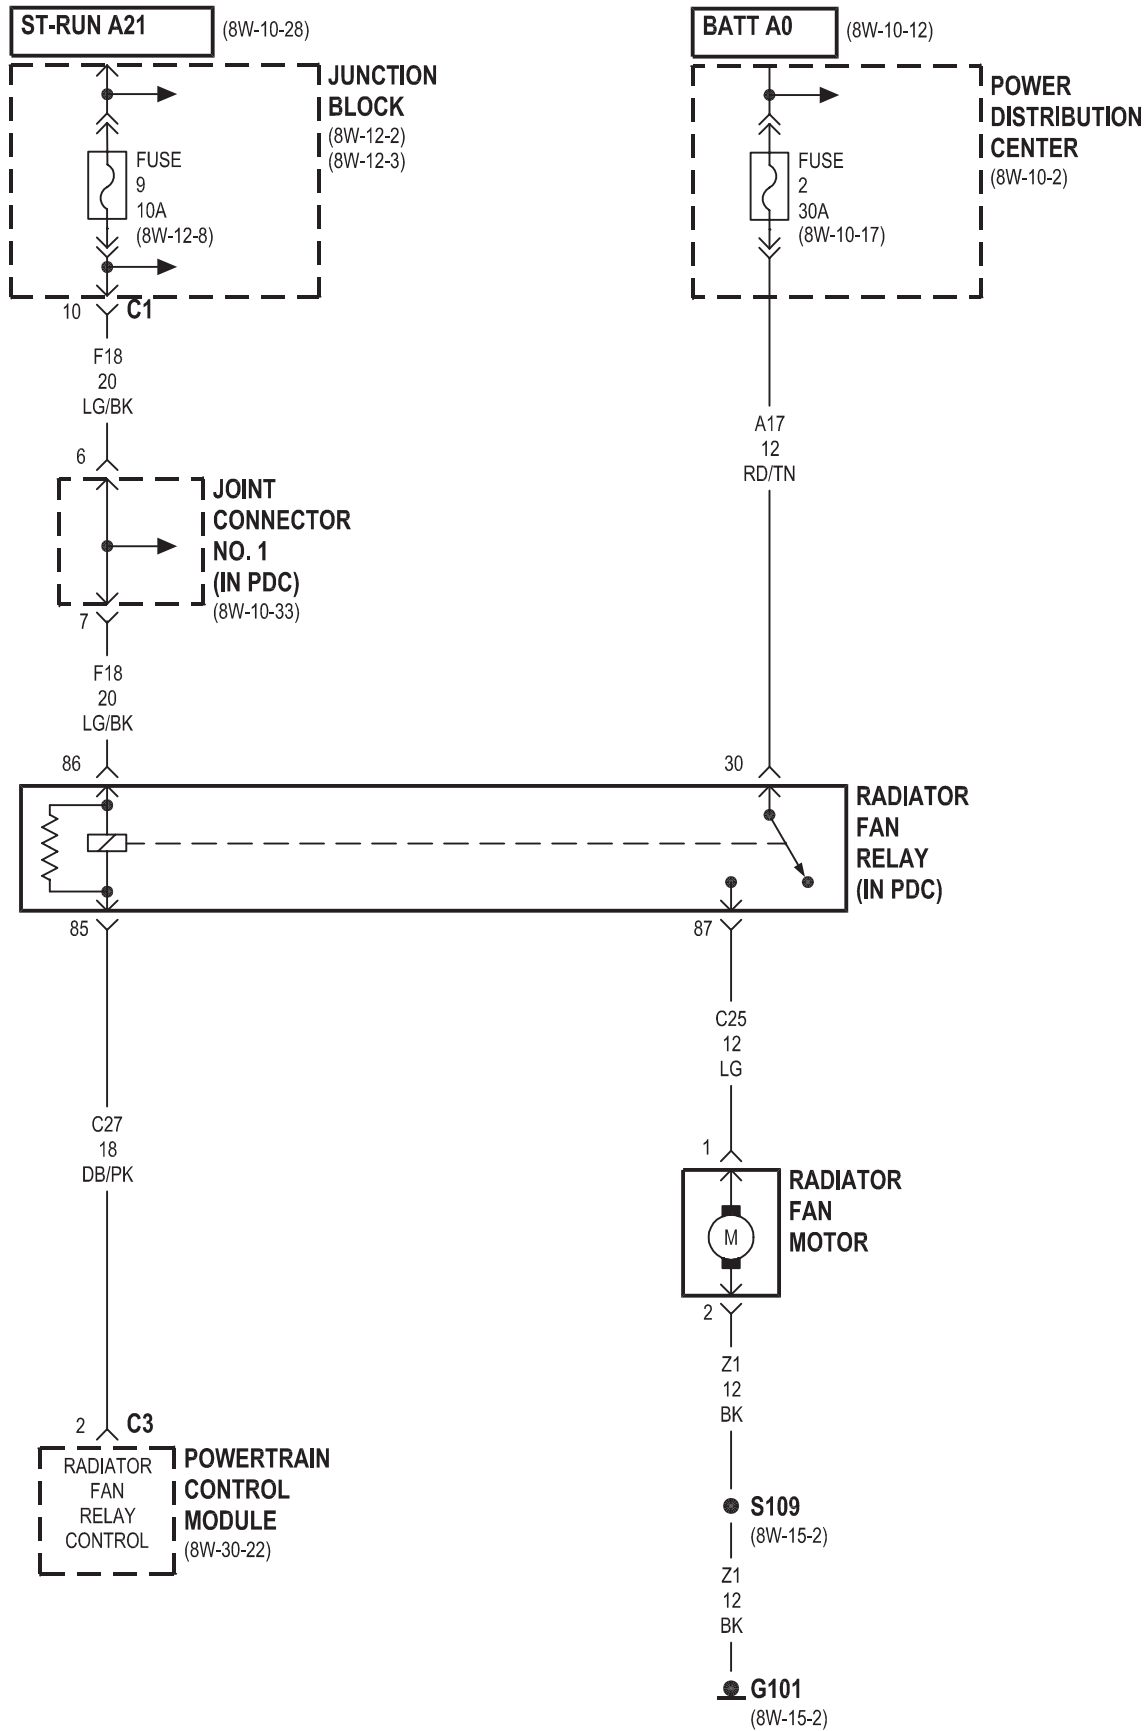 ST-RUN A21
(8W-10-28)
BATT A0
(8W-10-12)
JUNCTION
BLOCK
(8W-12-2)
(8W-12-3)
FUSE
9
10A
(8W-12-8)
10
C1
POWER
DISTRIBUTION
CENTER
(8W-10-2)
FUSE
2
30A
(8W-10-17)
F18
20
LG/BK
A17
12
RD/TN
6
JOINT
CONNECTOR
NO. 1
(IN PDC)
(8W-10-33)
7
F18
20
LG/BK
86
30
RADIATOR
FAN
RELAY
(IN PDC)
85
87
C25
12
LG
C27
18
DB/PK
1
RADIATOR
FAN
MOTOR
M
2
Z1
12
BK
2
C3
RADIATOR
FAN
RELAY
CONTROL
POWERTRAIN
CONTROL
MODULE
(8W-30-22)
S109
(8W-15-2)
Z1
12
BK
G101
(8W-15-2)